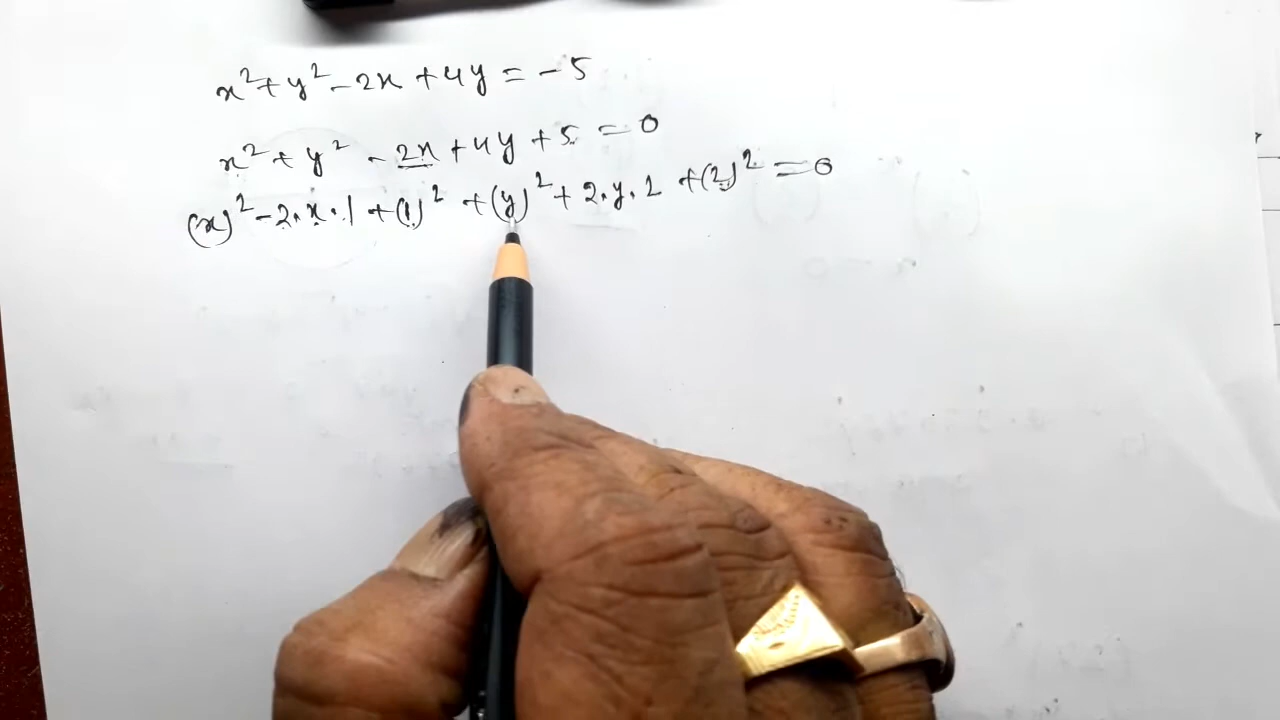 x² + y² - 2x + 4y = - 5
x² + y² - 2x + 4y + 5 = 0
(x)² - 2.x.1 + (1)² + (y)² + 2.y.2 + (2)² = 0